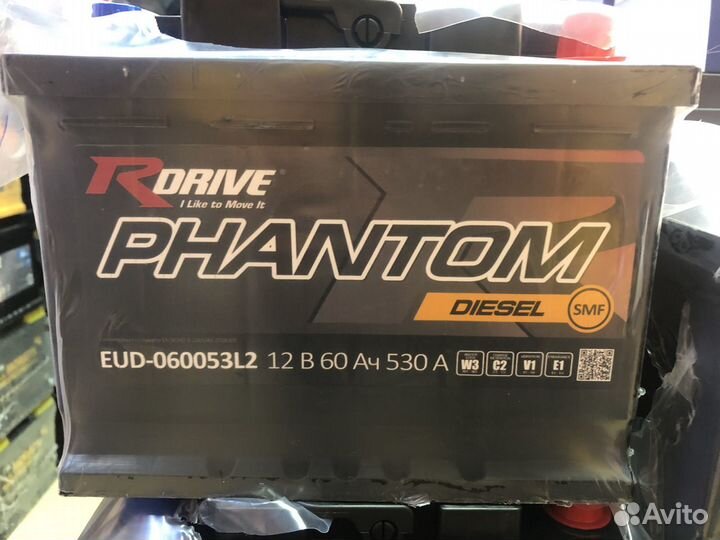 RDRIVE
I Like to Move It
PHANTOM
DIESEL SMF
EUD-060053L2 12 В 60 Ач 530 А
W3 C2 V1 E1
Avito